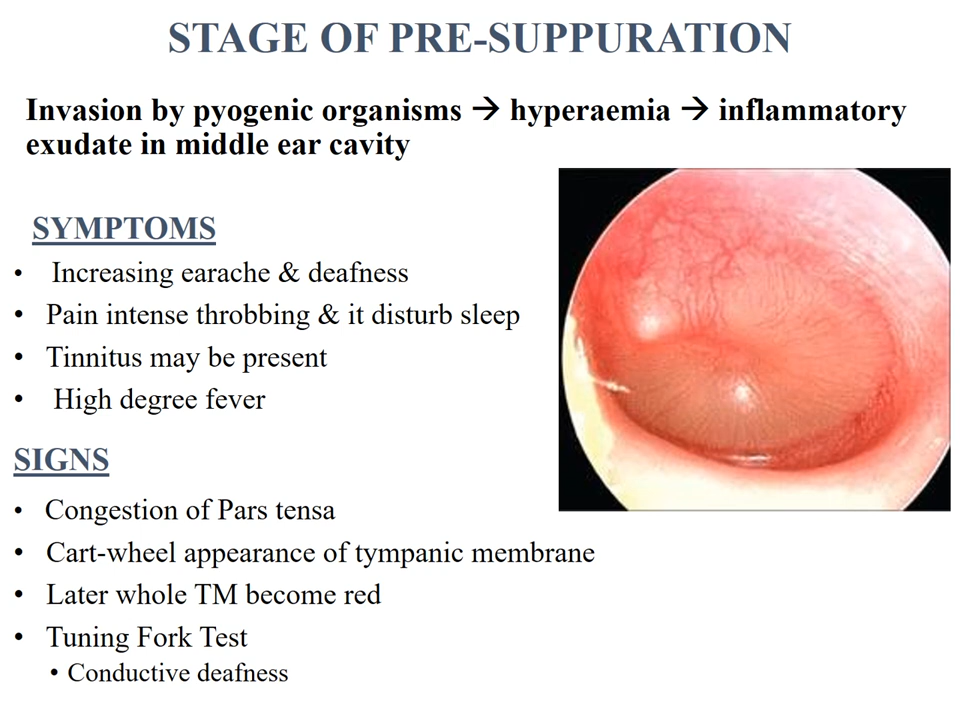 STAGE OF PRE-SUPPURATION
Invasion by pyogenic organisms → hyperaemia → inflammatory
exudate in middle ear cavity
SYMPTOMS
• Increasing earache & deafness
• Pain intense throbbing & it disturb sleep
• Tinnitus may be present
• High degree fever
SIGNS
• Congestion of Pars tensa
• Cart-wheel appearance of tympanic membrane
• Later whole TM become red
• Tuning Fork Test
• Conductive deafness